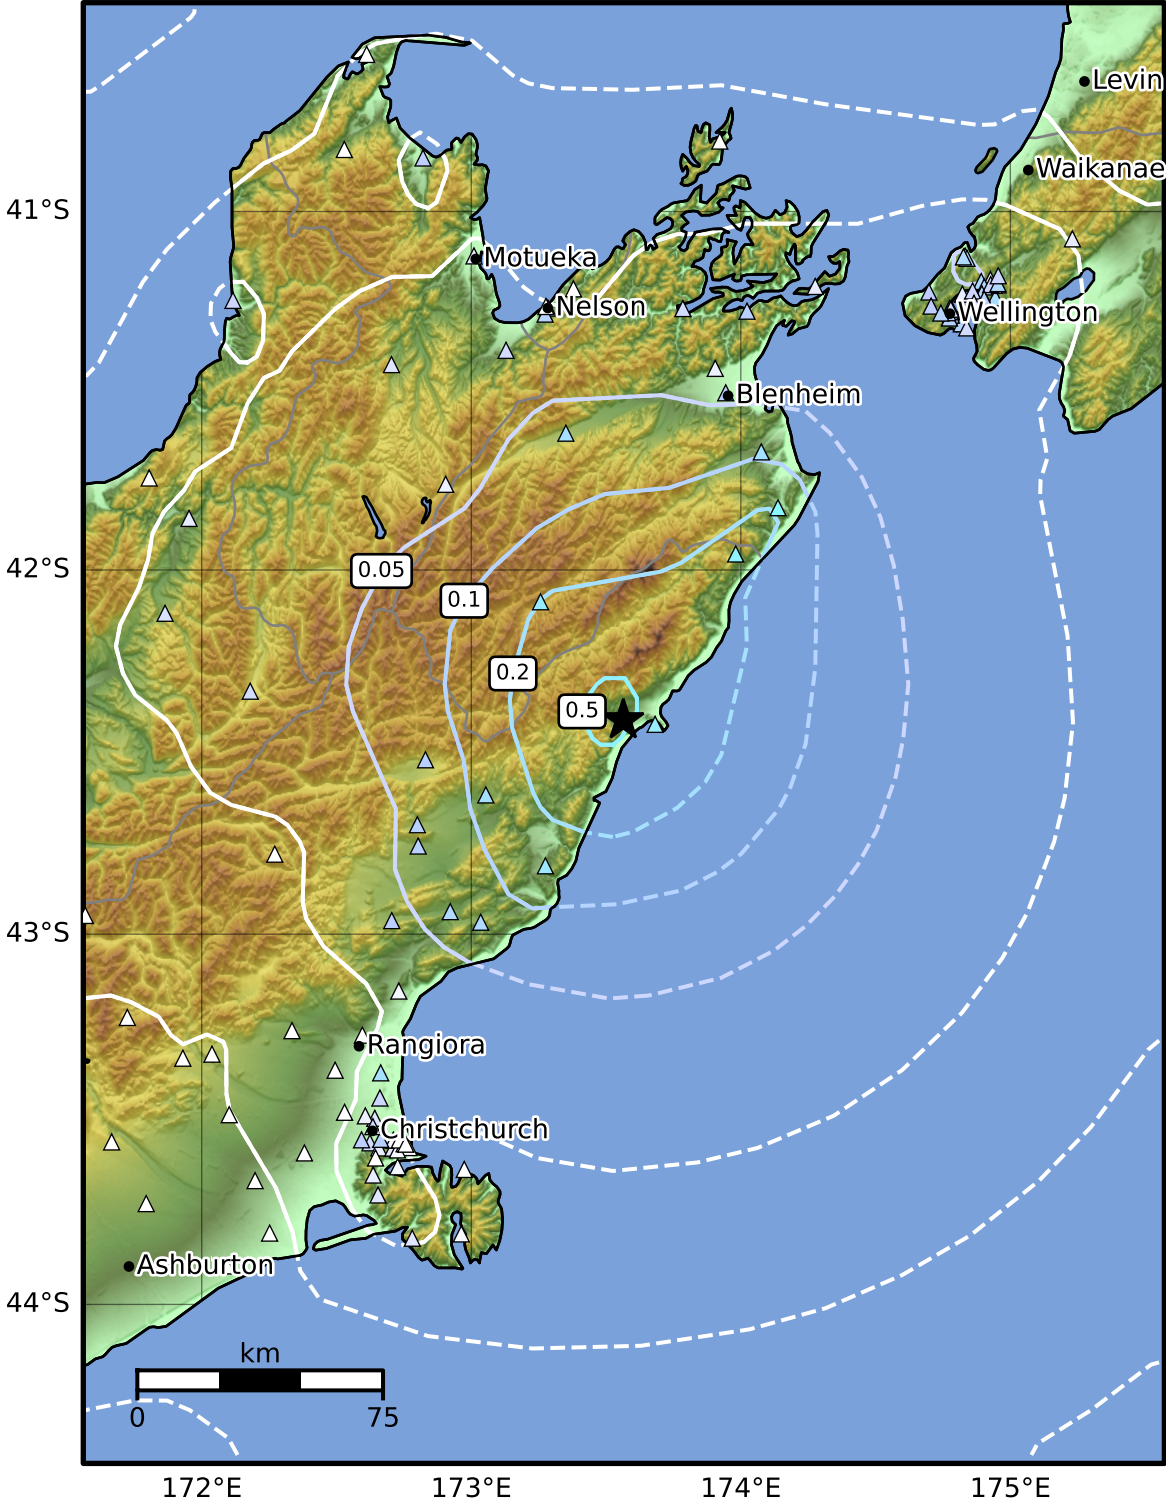 Levin
Waikanae
41°S
Motueka
Nelson
Wellington
Blenheim
42°S
0.05
0.1
0.2
0.5
43°S
Rangiora
Christchurch
Ashburton
44°S
km
0 75
172°E 173°E 174°E 175°E